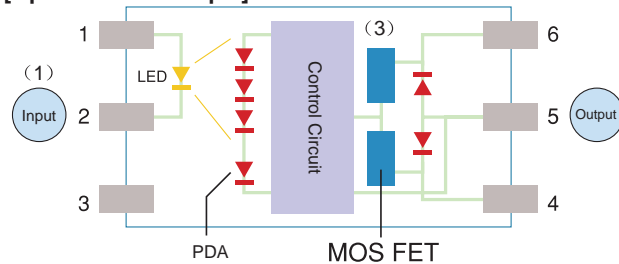 1
(3)
6
(1)
LED
Input
2
Control Circuit
5
Output
3
4
PDA
MOS FET